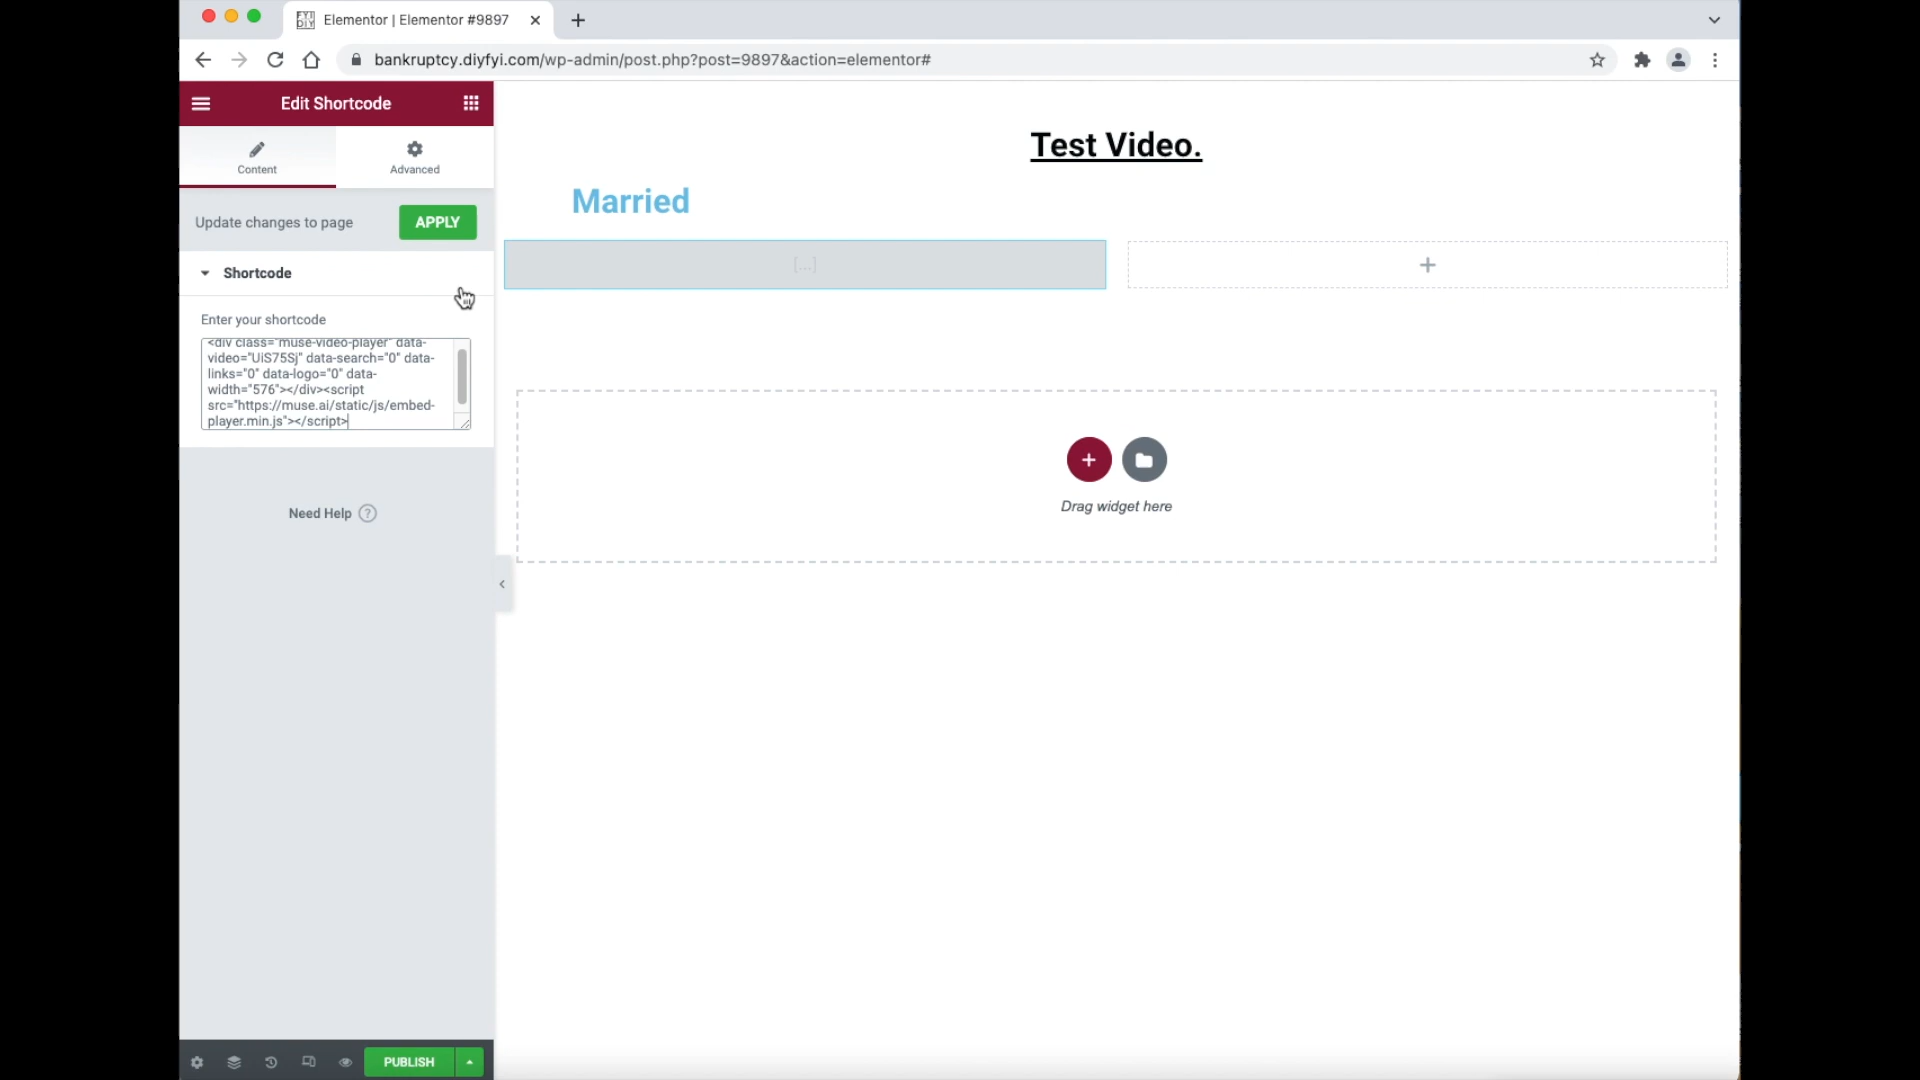 FYI
DIY
Elementor | Elementor #9897
bankruptcy.diyfyi.com/wp-admin/post.php?post=9897&action=elementor#
Edit Shortcode
Content
Advanced
Update changes to page
APPLY
Shortcode
Enter your shortcode
<div class="muse-video-player" data-
video="UiS75Sj" data-search="0" data-
links="0" data-logo="0" data-
width="576"></div><script
src="https://muse.ai/static/js/embed-
player.min.js"></script>
Need Help ?
PUBLISH
Test Video.
Married
[...]
Drag widget here